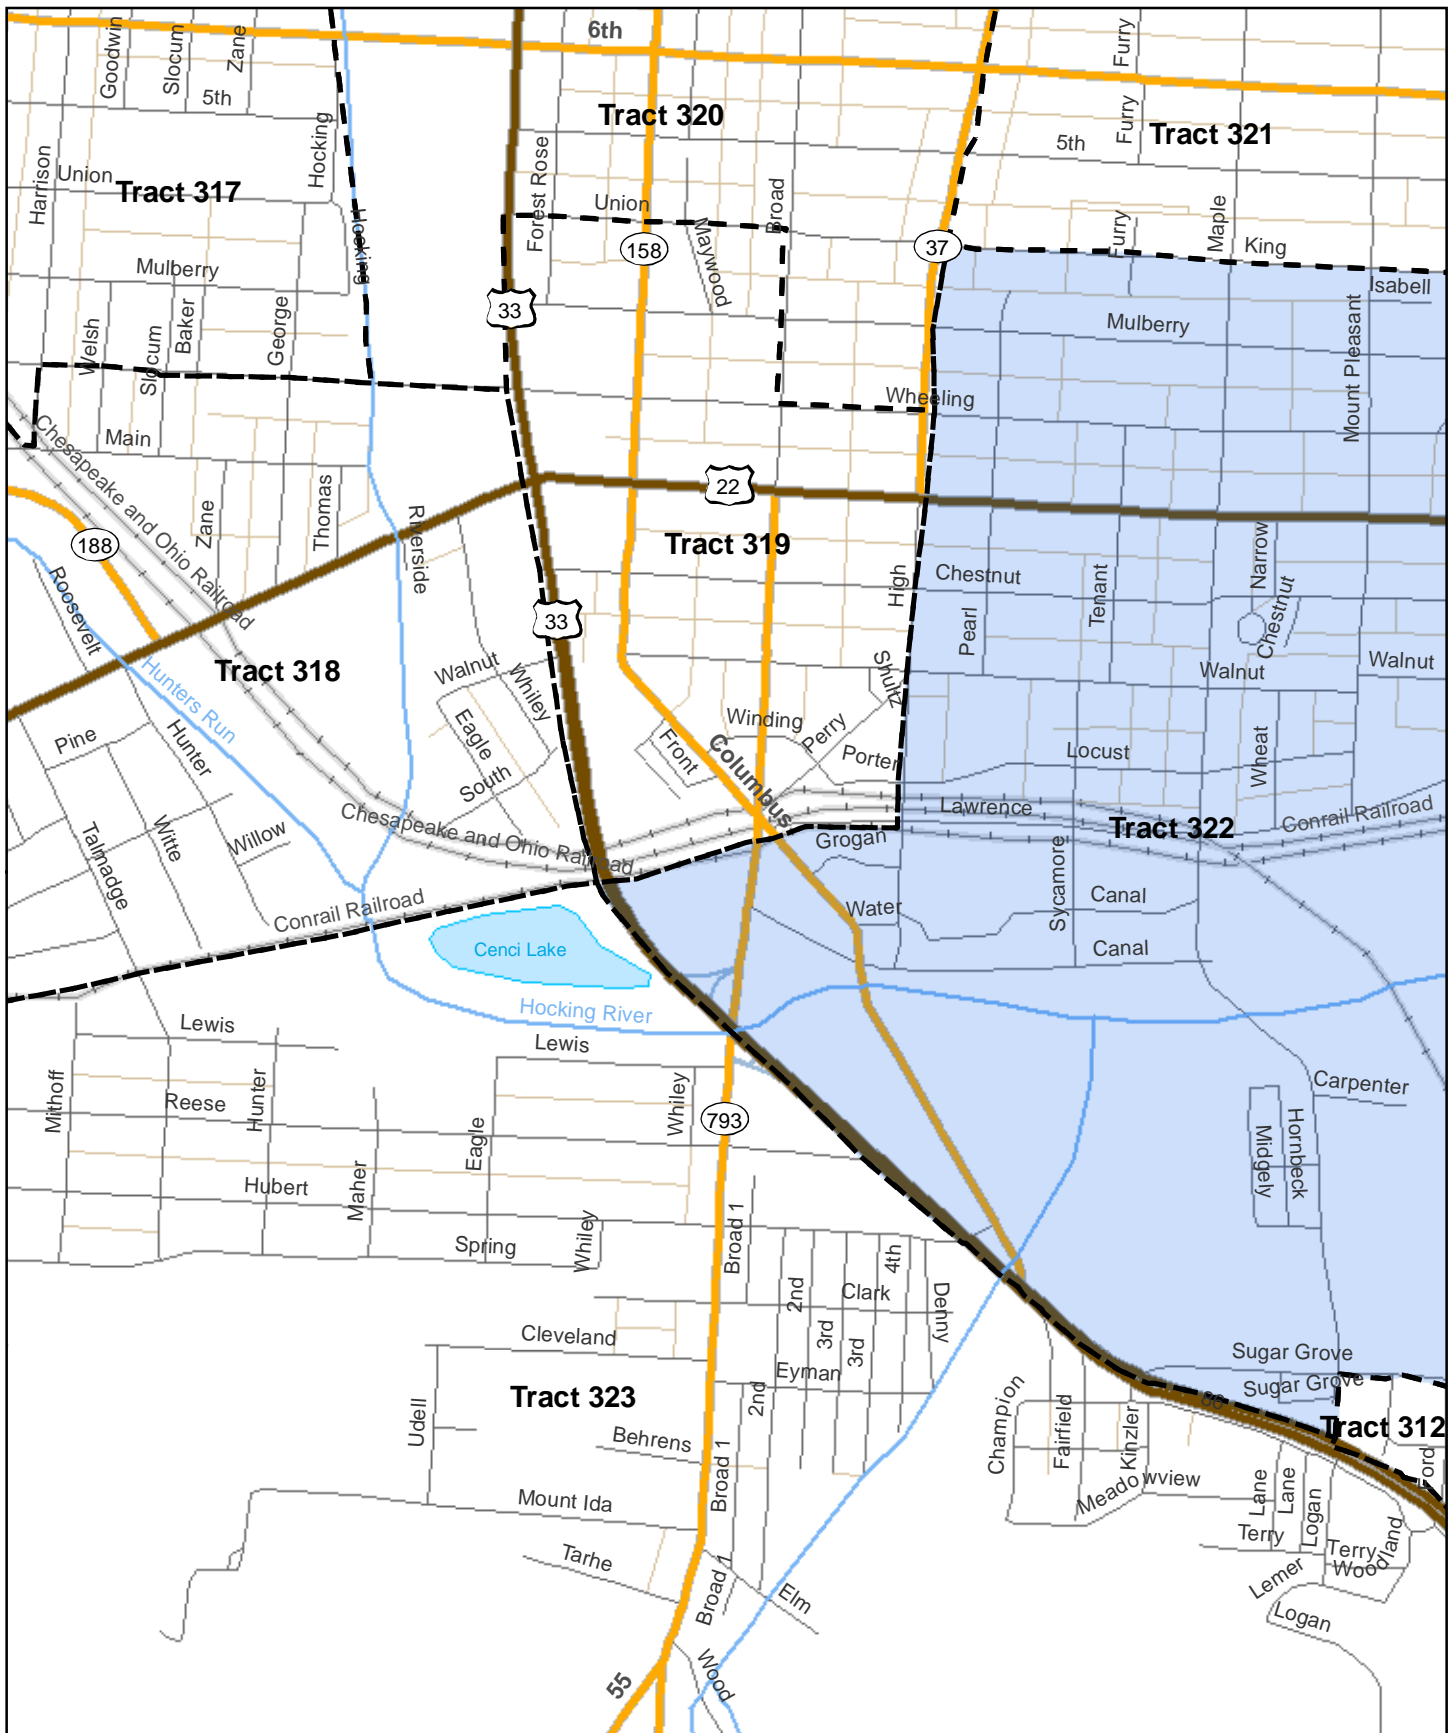 6th
Goodwin
Slocum
Zane
Furry
5th
Tract 320
Furry
Tract 321
5th
Hocking
Harrison
Union
Tract 317
Forest Rose
Union
Broad
Maywood
Hocking
158
37
Furry
Maple
King
Isabell
Mulberry
33
Mulberry
Welsh
Slocum
Baker
George
Mount Pleasant
Wheeling
Main
Chesapeake and Ohio Railroad
Zane
Thomas
Riverside
22
188
Tract 319
Narrow
High
Chestnut
Pearl
Tenant
Chestnut
Roosevelt
33
Tract 318
Hunters Run
Walnut
Whiley
Shultz
Walnut
Walnut
Pine
Hunter
Eagle
South
Winding
Perry
Front
Columbus
Porter
Locust
Wheat
Lawrence
Tract 322
Conrail Railroad
Chesapeake and Ohio Railroad
Talmadge
Witte
Willow
Grogan
Sycamore
Canal
Water
Conrail Railroad
Cenci Lake
Canal
Hocking River
Lewis
Lewis
Mithoff
Reese
Hunter
Maher
Eagle
Whiley
793
Carpenter
Midgely
Hornbeck
Hubert
Spring
Whiley
Broad 1
2nd
3rd
3rd
4th
Clark
Denny
Cleveland
Eyman
2nd
Sugar Grove
Sugar Grove
Tract 323
Udell
Behrens
Broad 1
Champion
Fairfield
Kinzler
Tract 312
Ford
Meadowview
Mount Ida
Lane
Lane
Logan
Terry
Terry
Woodland
Tarhe
Broad 1
Elm
Lemer
Logan
Wood
55